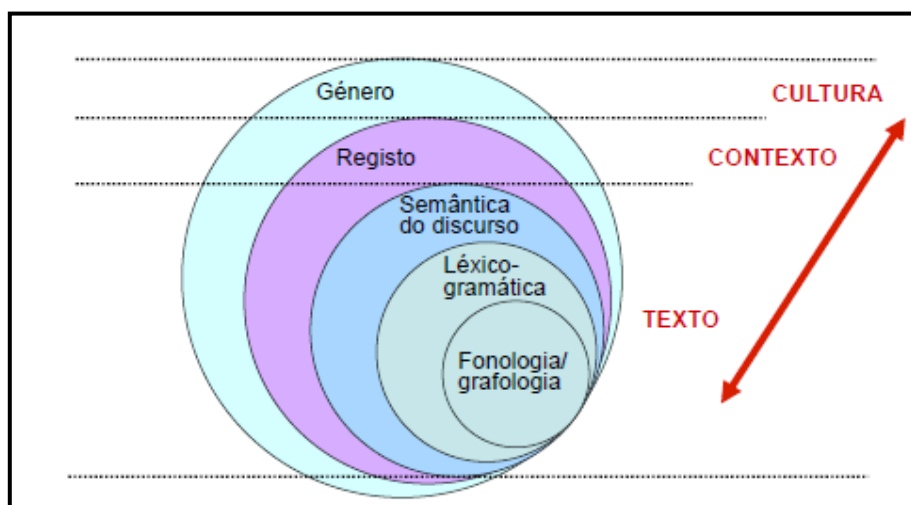 Género
CULTURA
Registo
CONTEXTO
Semântica
do discurso
Léxico-
gramática
TEXTO
Fonologia/
grafologia